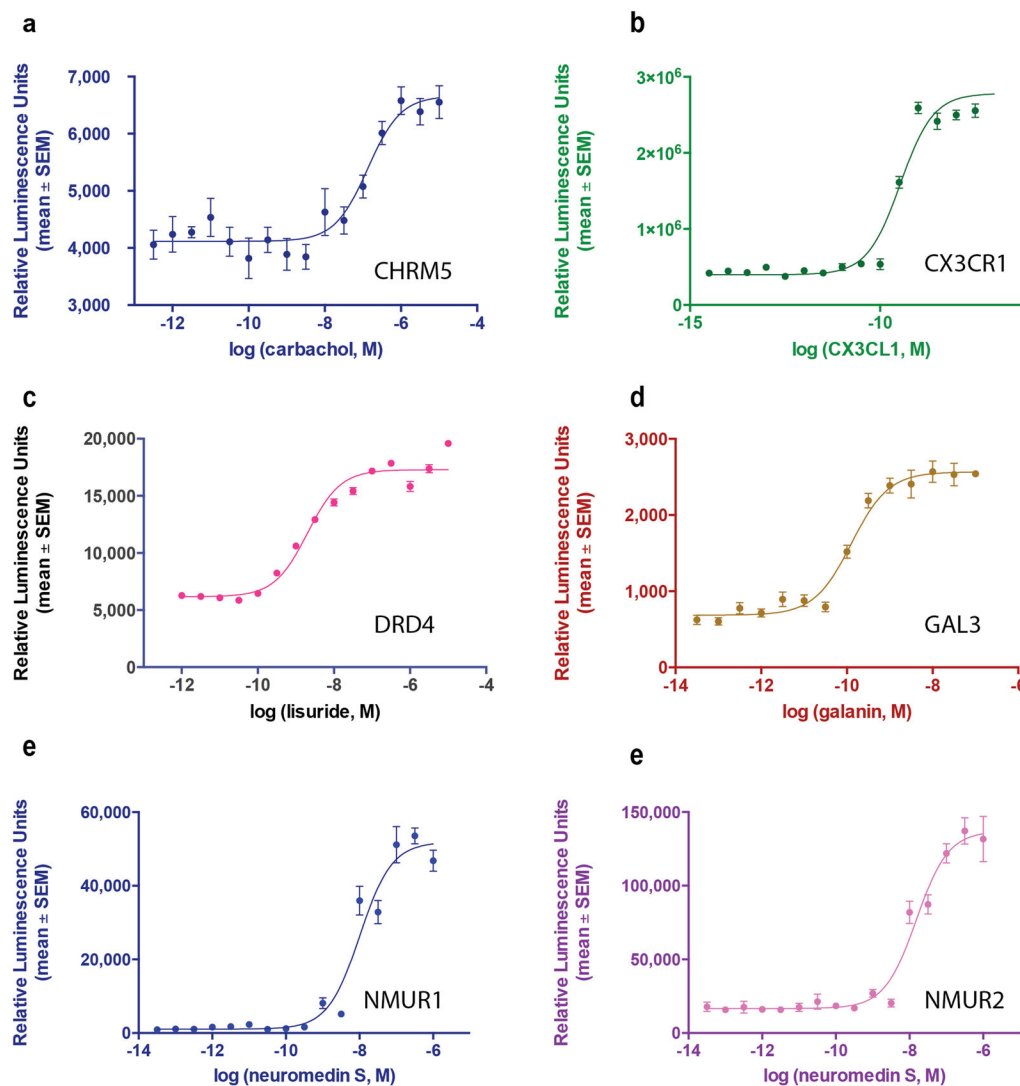 a
Relative Luminescence Units
(mean ± SEM)
7,000
6,000
5,000
4,000
3,000
-12
-10
-8
-6
-4
CHRM5
log (carbachol, M)
b
Relative Luminescence Units
(mean ± SEM)
3×10⁶
2×10⁶
1×10⁶
0
-15
-10
CX3CR1
log (CX3CL1, M)
c
Relative Luminescence Units
(mean ± SEM)
20,000
15,000
10,000
5,000
0
-12
-10
-8
-6
-4
DRD4
log (lisuride, M)
d
Relative Luminescence Units
(mean ± SEM)
3,000
2,000
1,000
0
-14
-12
-10
-8
-6
GAL3
log (galanin, M)
e
Relative Luminescence Units
(mean ± SEM)
60,000
40,000
20,000
0
-14
-12
-10
-8
-6
NMUR1
log (neuromedin S, M)
e
Relative Luminescence Units
(mean ± SEM)
150,000
100,000
50,000
0
-14
-12
-10
-8
-6
NMUR2
log (neuromedin S, M)